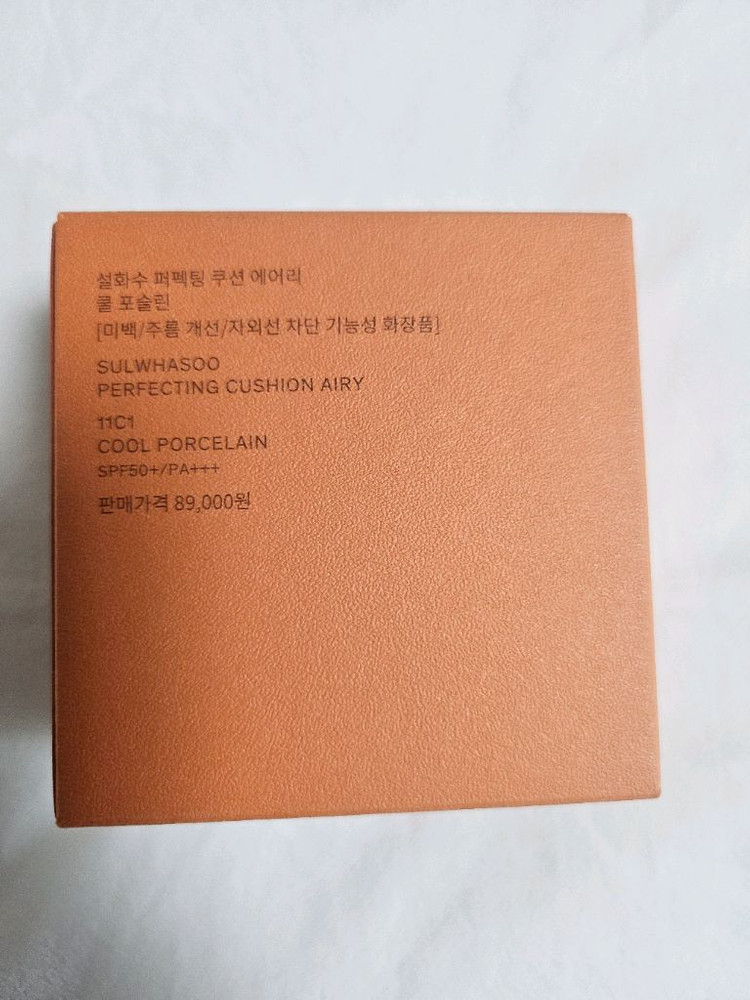 설화수 퍼펙팅 쿠션 에어리
쿨 포슬린
[미백/주름 개선/자외선 차단 기능성 화장품]
SULWHASOO
PERFECTING CUSHION AIRY
11C1
COOL PORCELAIN
SPF50+/PA+++
판매가격 89,000원